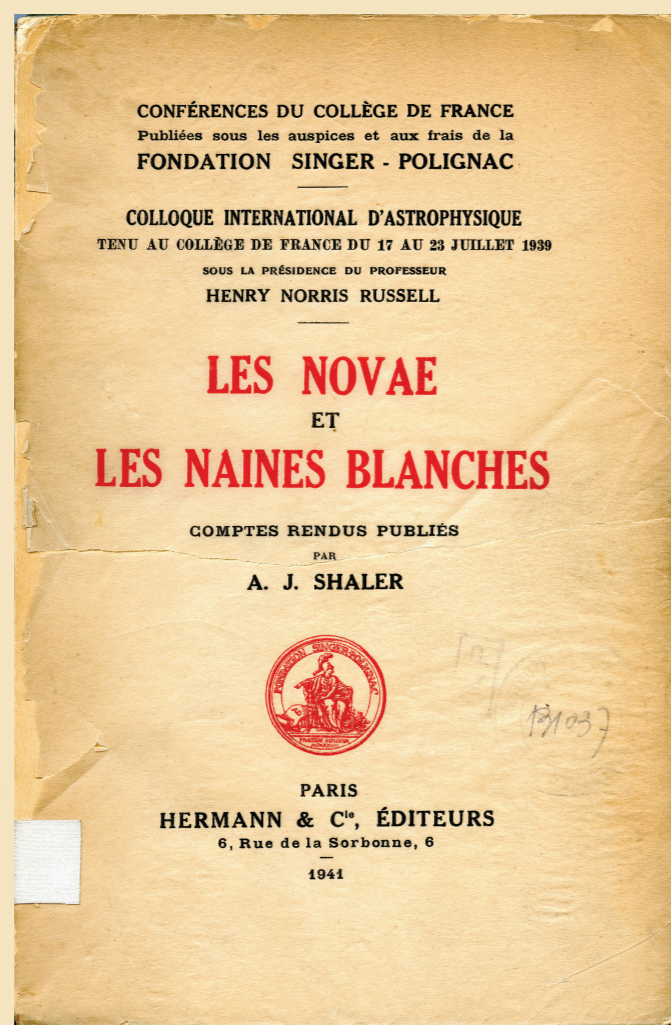 CONFÉRENCES DU COLLÈGE DE FRANCE
Publiées sous les auspices et aux frais de la
FONDATION SINGER - POLIGNAC
COLLOQUE INTERNATIONAL D'ASTROPHYSIQUE
TENU AU COLLÈGE DE FRANCE DU 17 AU 23 JUILLET 1939
SOUS LA PRÉSIDENCE DU PROFESSEUR
HENRY NORRIS RUSSELL
LES NOVAE
ET
LES NAINES BLANCHES
COMPTES RENDUS PUBLIÉS
PAR
A. J. SHALER
FONDATION SINGER-POLIGNAC
PARIS
HERMANN & Cie, ÉDITEURS
6, Rue de la Sorbonne, 6
1941